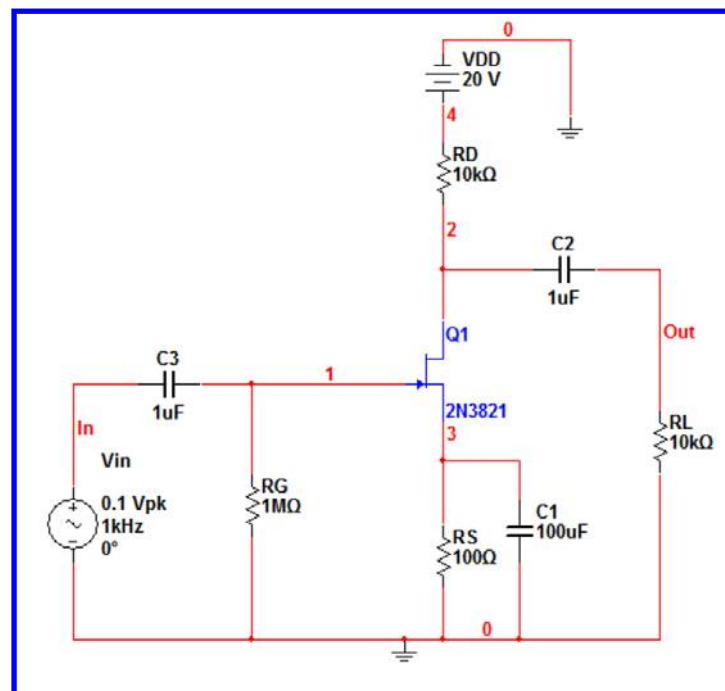 0
VDD
20 V
4
RD
10kΩ
2
C2
1uF
Out
Q1
C3
1uF
1
2N3821
3
In
Vin
0.1 Vpk
1kHz
0°
RG
1MΩ
RS
100Ω
C1
100uF
RL
10kΩ
0